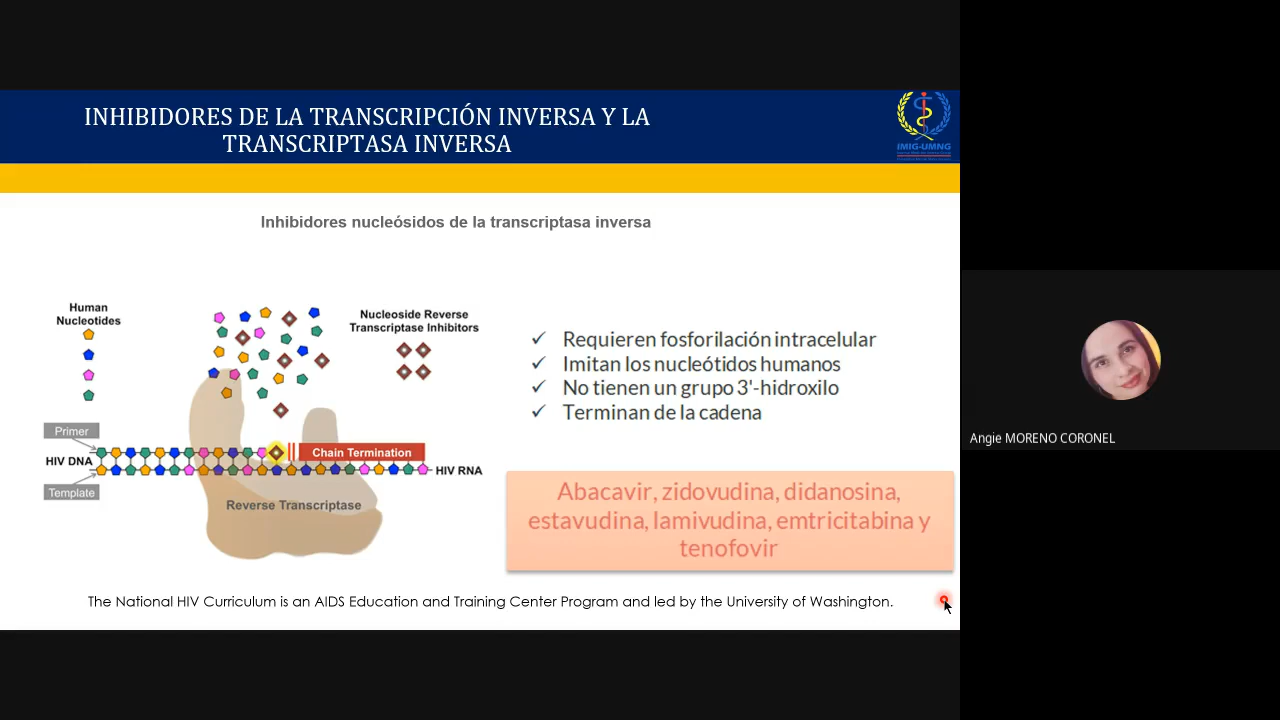 INHIBIDORES DE LA TRANSCRIPCIÓN INVERSA Y LA
TRANSCRIPTASA INVERSA
IMIG-UMNG
Inhibidores nucleósidos de la transcriptasa inversa
Human
Nucleotides
Nucleoside Reverse
Transcriptase Inhibitors
Primer
HIV DNA
Template
Chain Termination
HIV RNA
Reverse Transcriptase
✓ Requieren fosforilación intracelular
✓ Imitan los nucleótidos humanos
✓ No tienen un grupo 3'-hidroxilo
✓ Terminan de la cadena
Abacavir, zidovudina, didanosina,
estavudina, lamivudina, emtricitabina y
tenofovir
The National HIV Curriculum is an AIDS Education and Training Center Program and led by the University of Washington.
Angie MORENO CORONEL